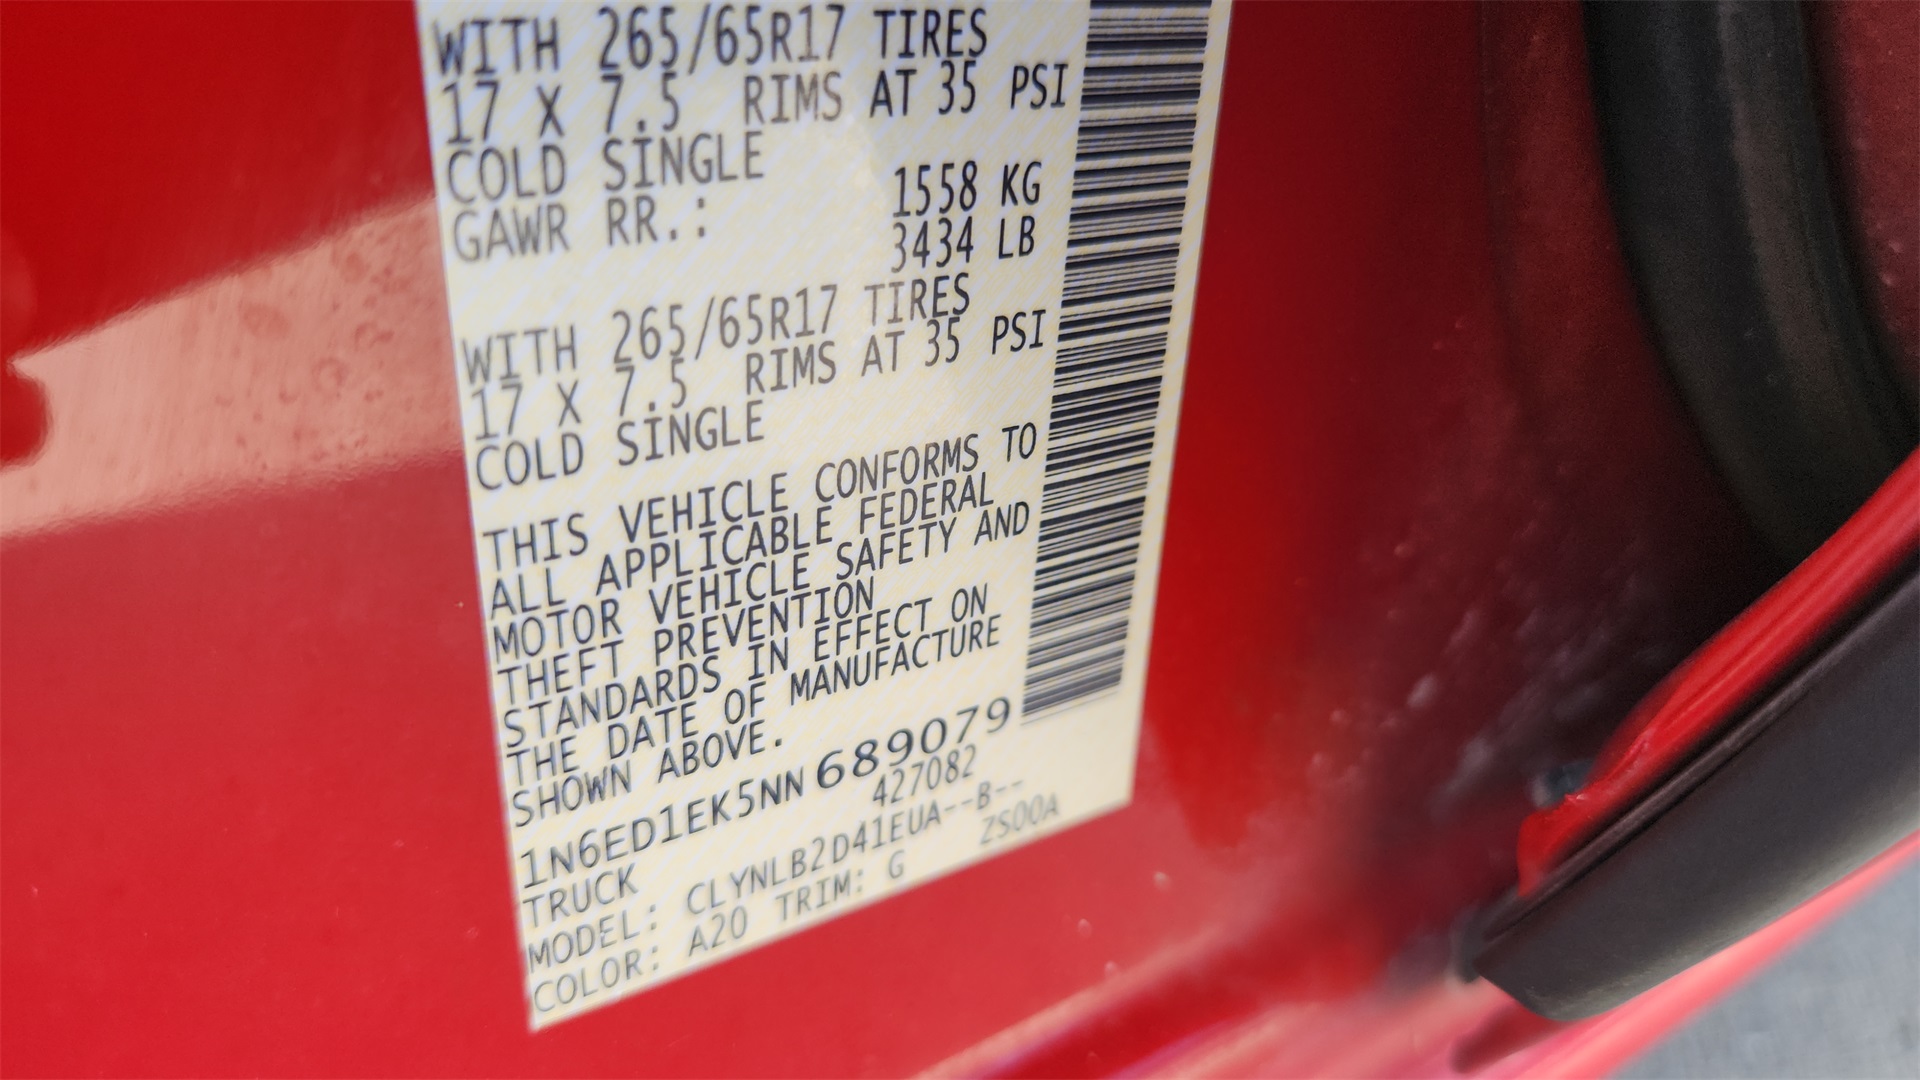 WITH 265/65R17 TIRES
17 X 7.5 RIMS AT 35 PSI
COLD SINGLE
GAWR RR.: 1558 KG
3434 LB
WITH 265/65R17 TIRES
17 X 7.5 RIMS AT 35 PSI
COLD SINGLE
THIS VEHICLE CONFORMS TO
ALL APPLICABLE FEDERAL
MOTOR VEHICLE SAFETY AND
THEFT PREVENTION
STANDARDS IN EFFECT ON
THE DATE OF MANUFACTURE
SHOWN ABOVE.
1N6ED1EK5NN689079
TRUCK 427082
MODEL: CLYNLB2D41EUA--B--
COLOR: A20 TRIM: G ZS00A